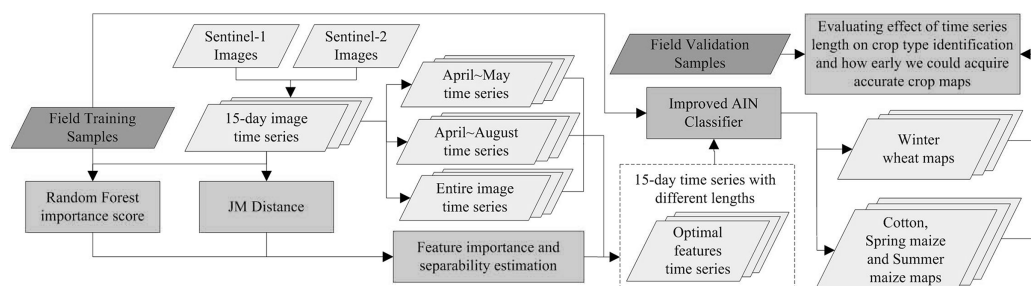 Sentinel-1
Images
Sentinel-2
Images
Field Training
Samples
15-day image
time series
April~May
time series
April~August
time series
Entire image
time series
Random Forest
importance score
JM Distance
Feature importance and
separability estimation
Field Validation
Samples
Evaluating effect of time series
length on crop type identification
and how early we could acquire
accurate crop maps
Improved AIN
Classifier
15-day time series with
different lengths
Optimal
features
time series
Winter
wheat maps
Cotton,
Spring maize
and Summer
maize maps